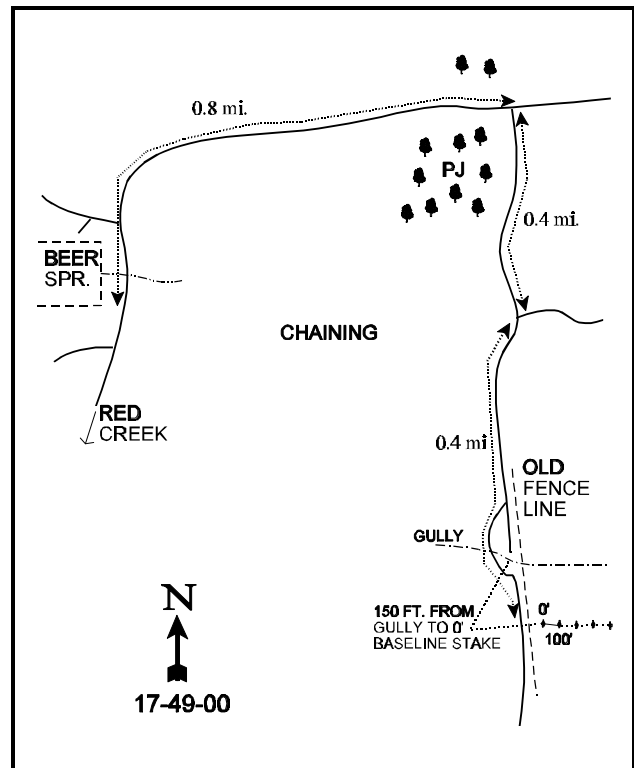 0.8 mi.
PJ
0.4 mi.
BEER
SPR.
CHAINING
RED
CREEK
0.4 mi
OLD
FENCE
LINE
GULLY
150 FT. FROM
GULLY TO 0'
BASELINE STAKE
0'
100'
N
17-49-00